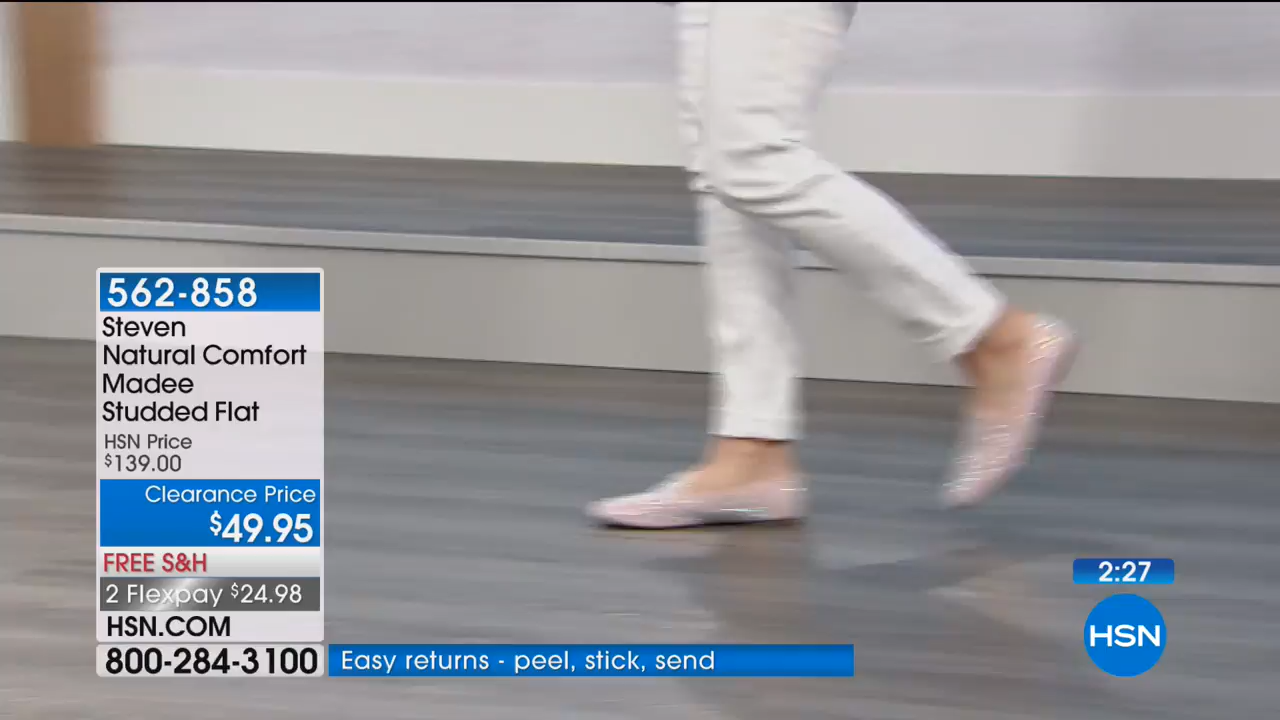 562-858
Steven
Natural Comfort
Madee
Studded Flat
HSN Price
$139.00
Clearance Price
$49.95
FREE S&H
2 Flexpay $24.98
HSN.COM
800-284-3100
Easy returns - peel, stick, send
2:27
HSN